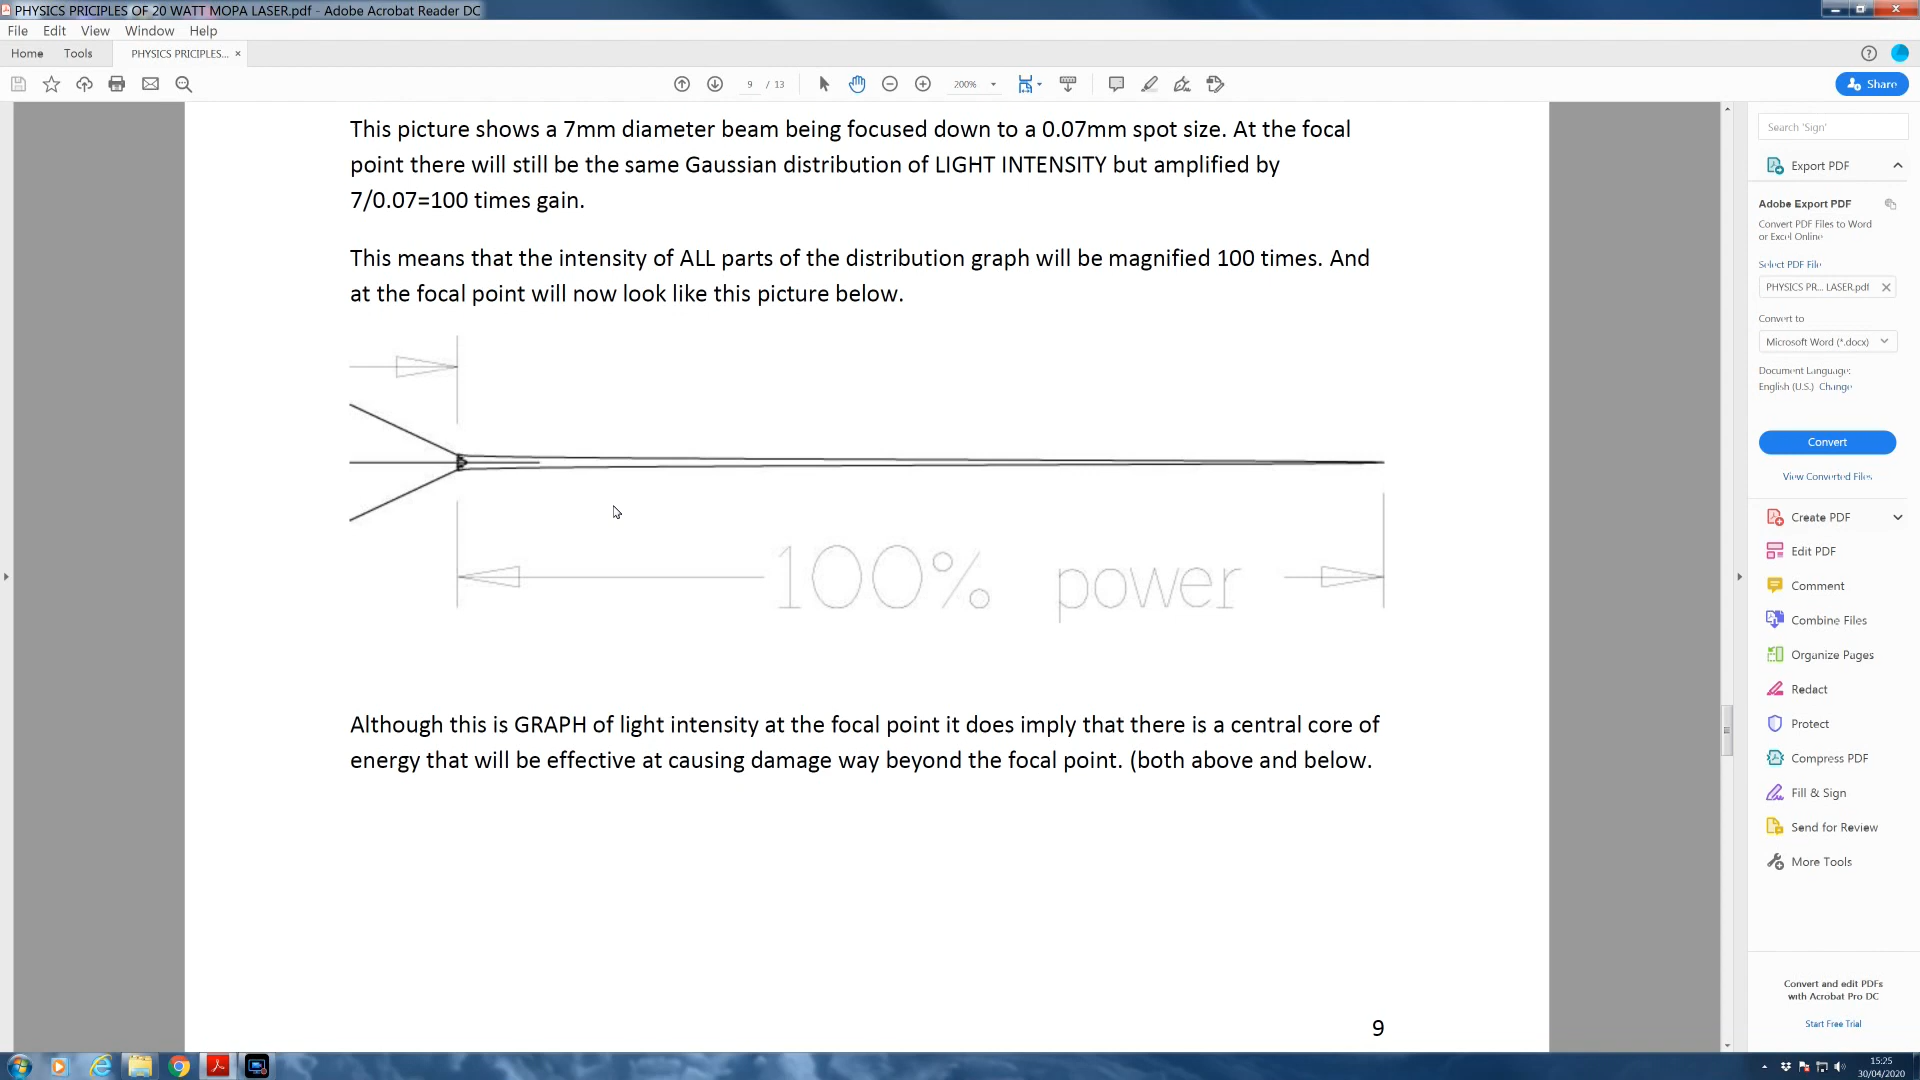 PHYSICS PRICIPLES OF 20 WATT MOPA LASER.pdf - Adobe Acrobat Reader DC
File Edit View Window Help
Home Tools PHYSICS PRICIPLES... ×
9 / 13 200% Share
This picture shows a 7mm diameter beam being focused down to a 0.07mm spot size. At the focal
point there will still be the same Gaussian distribution of LIGHT INTENSITY but amplified by
7/0.07=100 times gain.
This means that the intensity of ALL parts of the distribution graph will be magnified 100 times. And
at the focal point will now look like this picture below.
100% power
Although this is GRAPH of light intensity at the focal point it does imply that there is a central core of
energy that will be effective at causing damage way beyond the focal point. (both above and below.
9
Search 'Sign'
Export PDF
Adobe Export PDF
Convert PDF Files to Word
or Excel Online
Select PDF File
PHYSICS PR... LASER.pdf
Convert to
Microsoft Word (*.docx)
Document Language:
English (U.S.) Change
Convert
View Converted Files
Create PDF
Edit PDF
Comment
Combine Files
Organize Pages
Redact
Protect
Compress PDF
Fill & Sign
Send for Review
More Tools
Convert and edit PDFs
with Acrobat Pro DC
Start Free Trial
15:25
30/04/2020